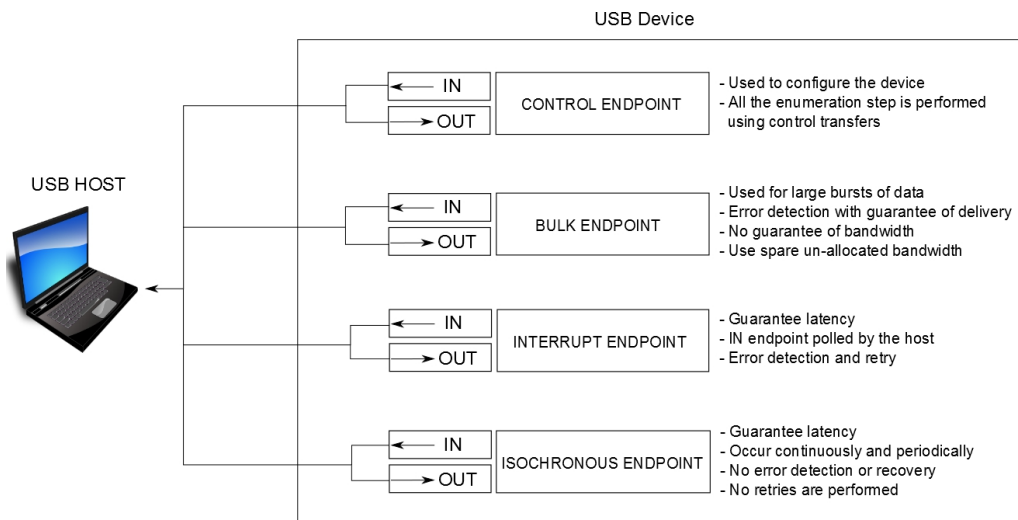 USB Device
USB HOST
IN
OUT
CONTROL ENDPOINT
- Used to configure the device
- All the enumeration step is performed
using control transfers
IN
OUT
BULK ENDPOINT
- Used for large bursts of data
- Error detection with guarantee of delivery
- No guarantee of bandwidth
- Use spare un-allocated bandwidth
IN
OUT
INTERRUPT ENDPOINT
- Guarantee latency
- IN endpoint polled by the host
- Error detection and retry
IN
OUT
ISOCHRONOUS ENDPOINT
- Guarantee latency
- Occur continuously and periodically
- No error detection or recovery
- No retries are performed